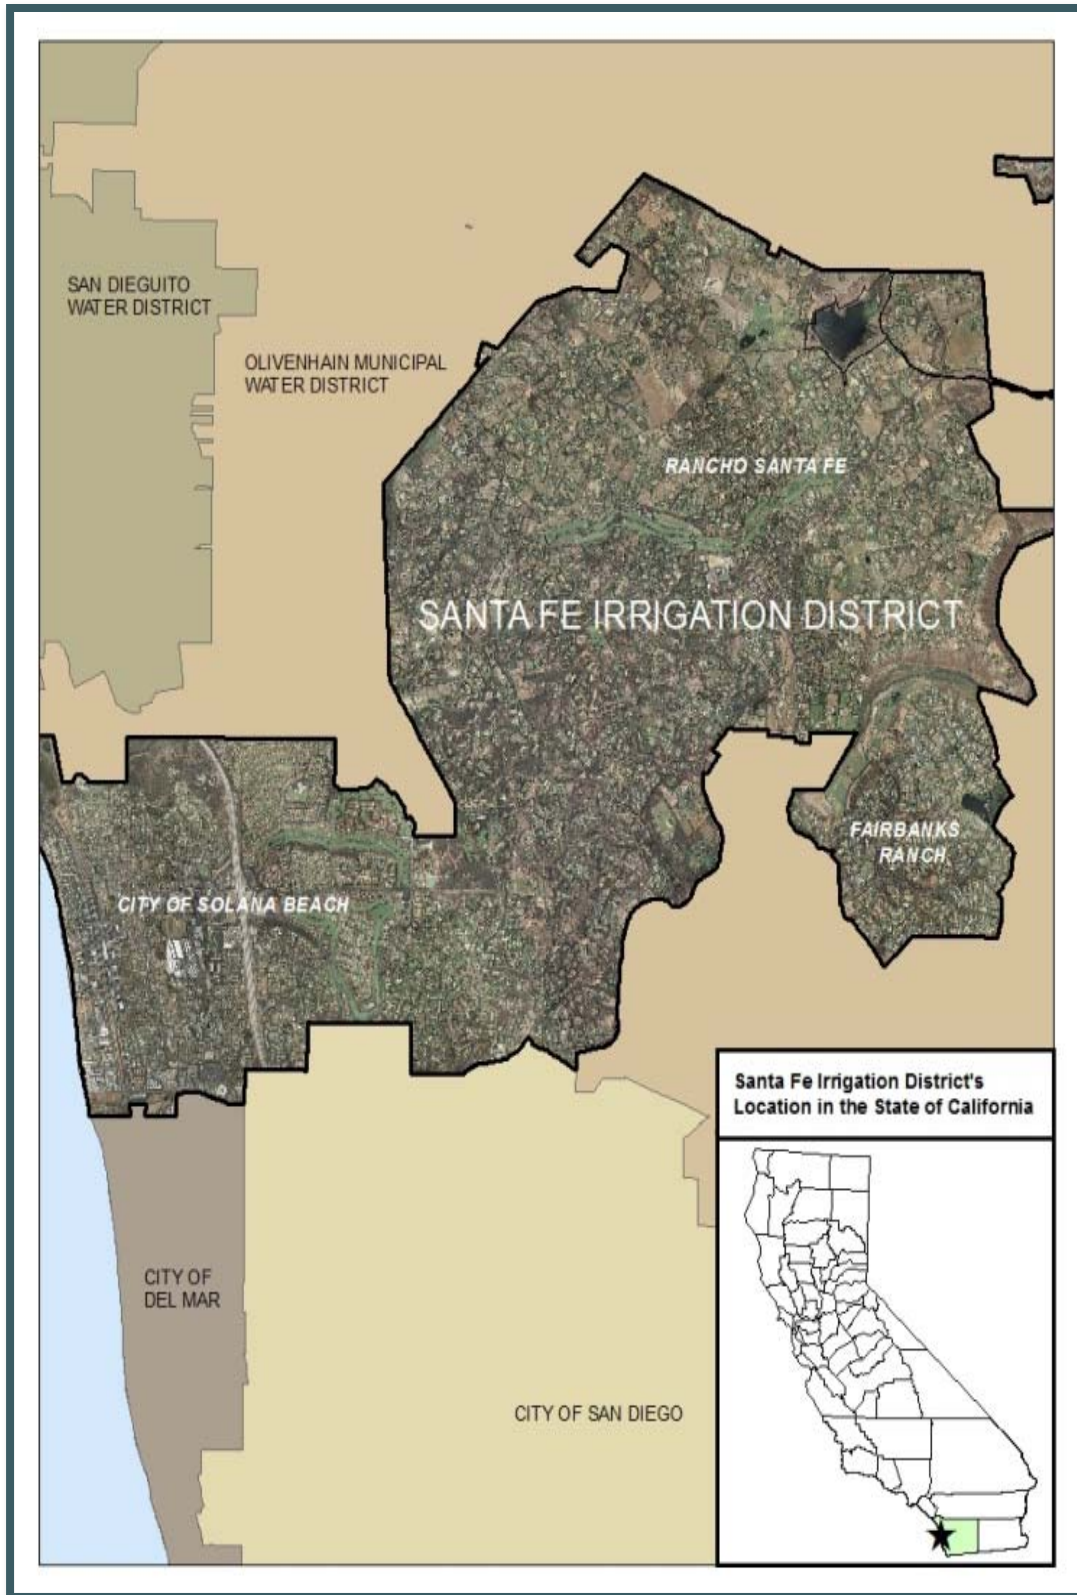 SAN DIEGUITO
WATER DISTRICT
OLIVENHAIN MUNICIPAL
WATER DISTRICT
RANCHO SANTA FE
SANTA FE IRRIGATION DISTRICT
FAIRBANKS
RANCH
CITY OF SOLANA BEACH
Santa Fe Irrigation District's
Location in the State of California
CITY OF
DEL MAR
CITY OF SAN DIEGO